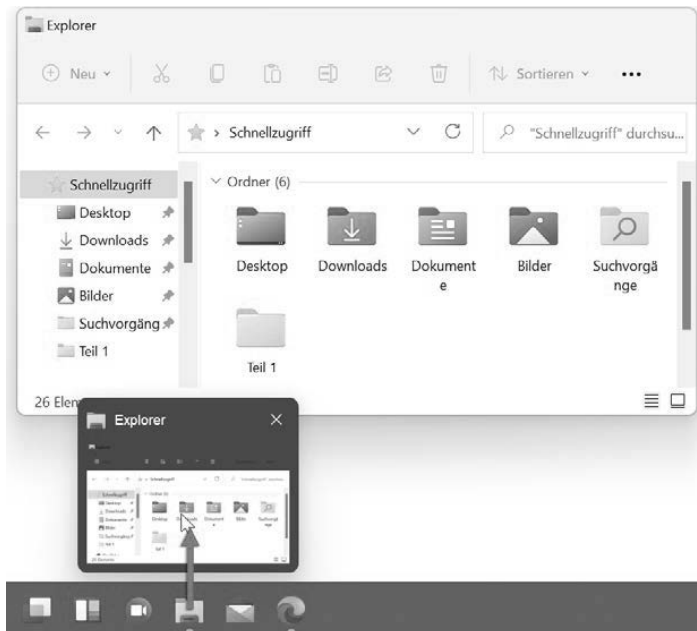 Explorer
Neu
Sortieren
Schnellzugriff
"Schnellzugriff" durchsu...
Schnellzugriff
Desktop
Downloads
Dokumente
Bilder
Suchvorgäng
Teil 1
Ordner (6)
Desktop Downloads Dokument Bilder Suchvorgä
e nge
Teil 1
26 Elem
Explorer